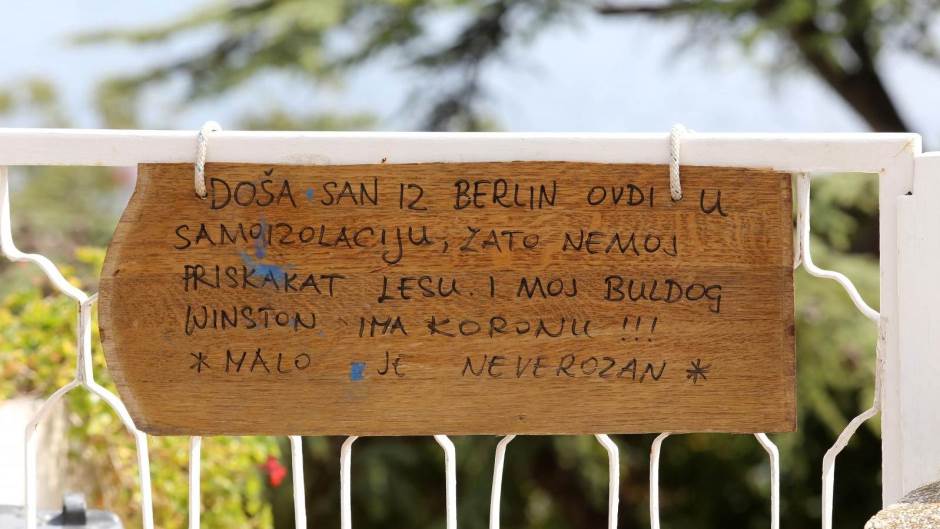 DOŠA SAN IZ BERLIN OVDI U
SAMOIZOLACIJU, ZATO NEMOJ
PRISKAKAT LESU. I MOJ BULDOG
WINSTON IMA KORONU !!!
* MALO JE NEVEROZAN *